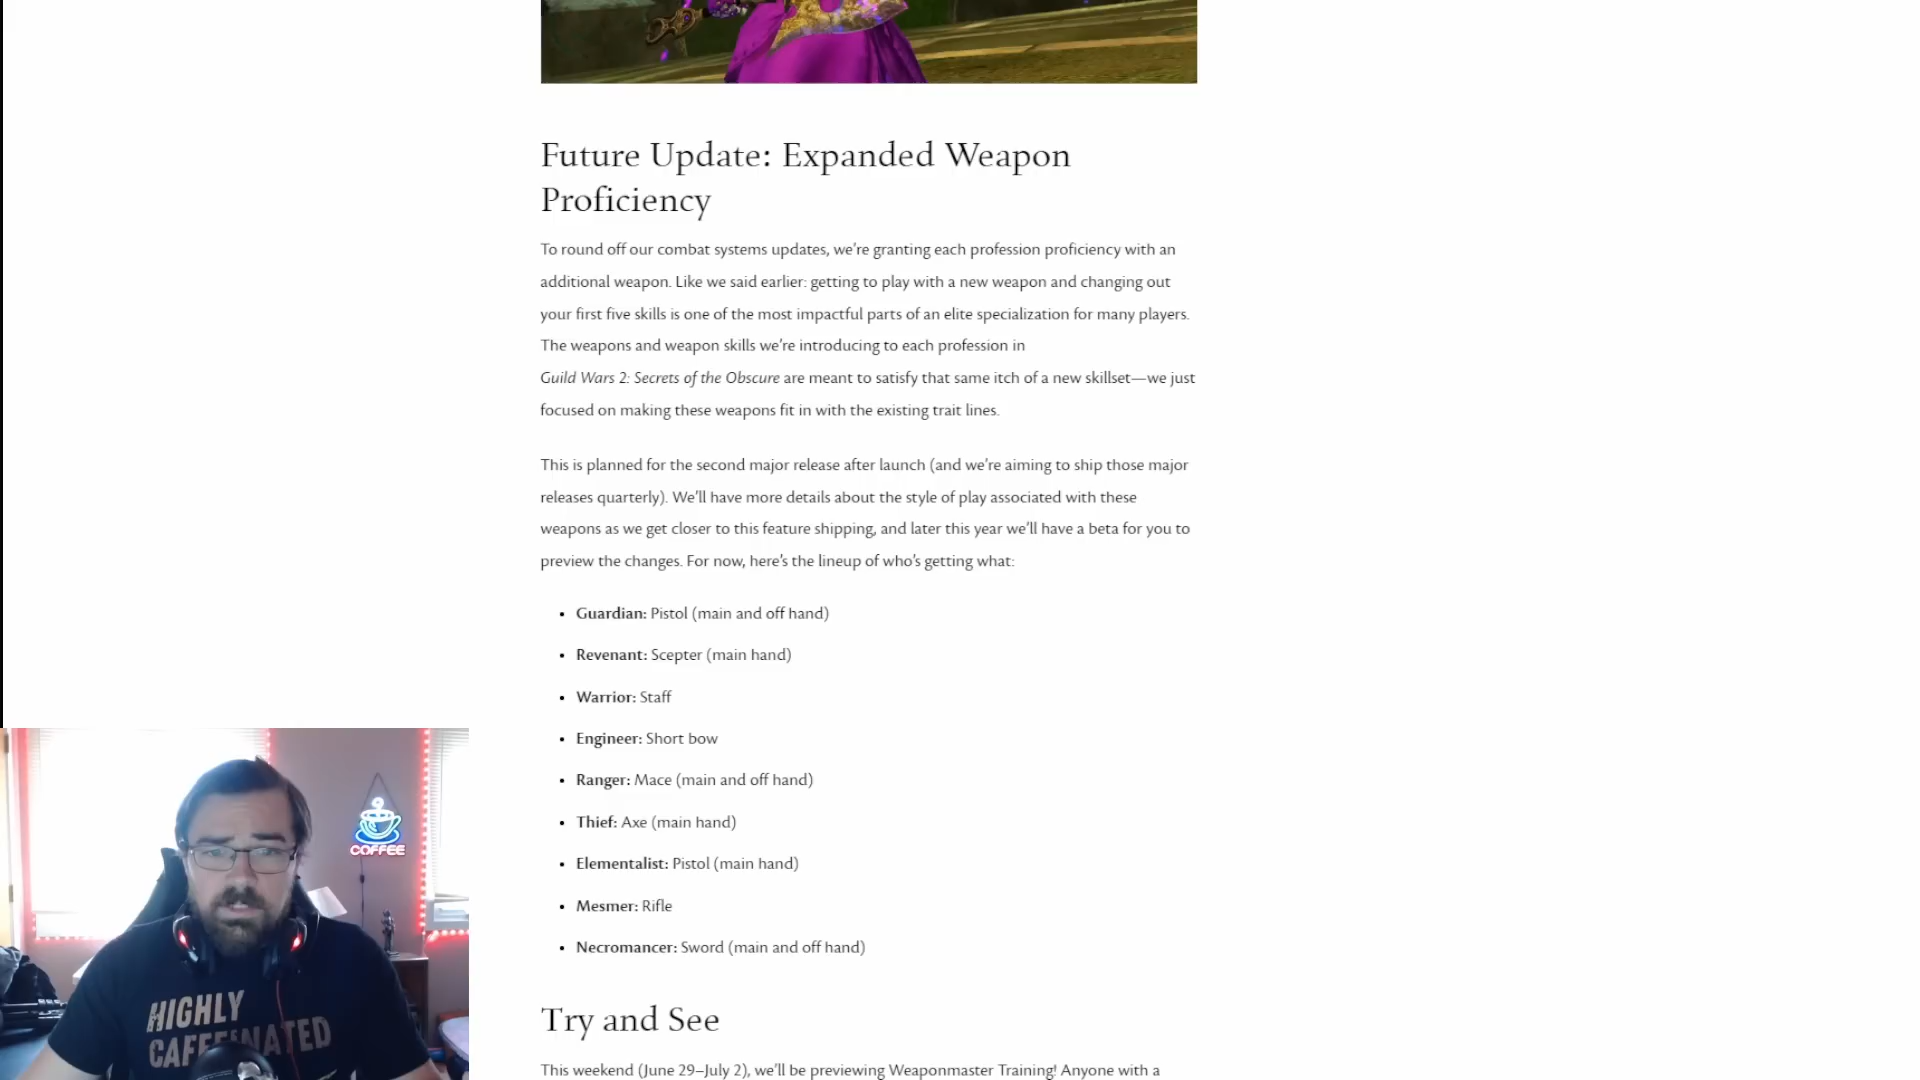 Future Update: Expanded Weapon
Proficiency
To round off our combat systems updates, we’re granting each profession proficiency with an
additional weapon. Like we said earlier: getting to play with a new weapon and changing out
your first five skills is one of the most impactful parts of an elite specialization for many players.
The weapons and weapon skills we’re introducing to each profession in
Guild Wars 2: Secrets of the Obscure are meant to satisfy that same itch of a new skillset—we just
focused on making these weapons fit in with the existing trait lines.
This is planned for the second major release after launch (and we’re aiming to ship those major
releases quarterly). We’ll have more details about the style of play associated with these
weapons as we get closer to this feature shipping, and later this year we’ll have a beta for you to
preview the changes. For now, here’s the lineup of who’s getting what:
• Guardian: Pistol (main and off hand)
• Revenant: Scepter (main hand)
• Warrior: Staff
• Engineer: Short bow
• Ranger: Mace (main and off hand)
• Thief: Axe (main hand)
• Elementalist: Pistol (main hand)
• Mesmer: Rifle
• Necromancer: Sword (main and off hand)
Try and See
This weekend (June 29–July 2), we’ll be previewing Weaponmaster Training! Anyone with a
COFFEE
HIGHLY
CAFFEINATED